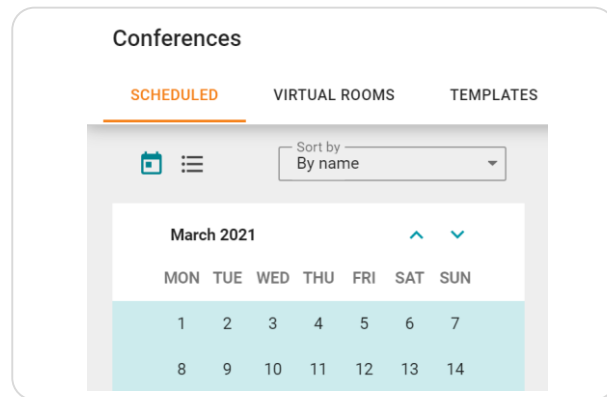 Conferences
SCHEDULED VIRTUAL ROOMS TEMPLATES
Sort by
By name
March 2021
MON TUE WED THU FRI SAT SUN
1 2 3 4 5 6 7
8 9 10 11 12 13 14